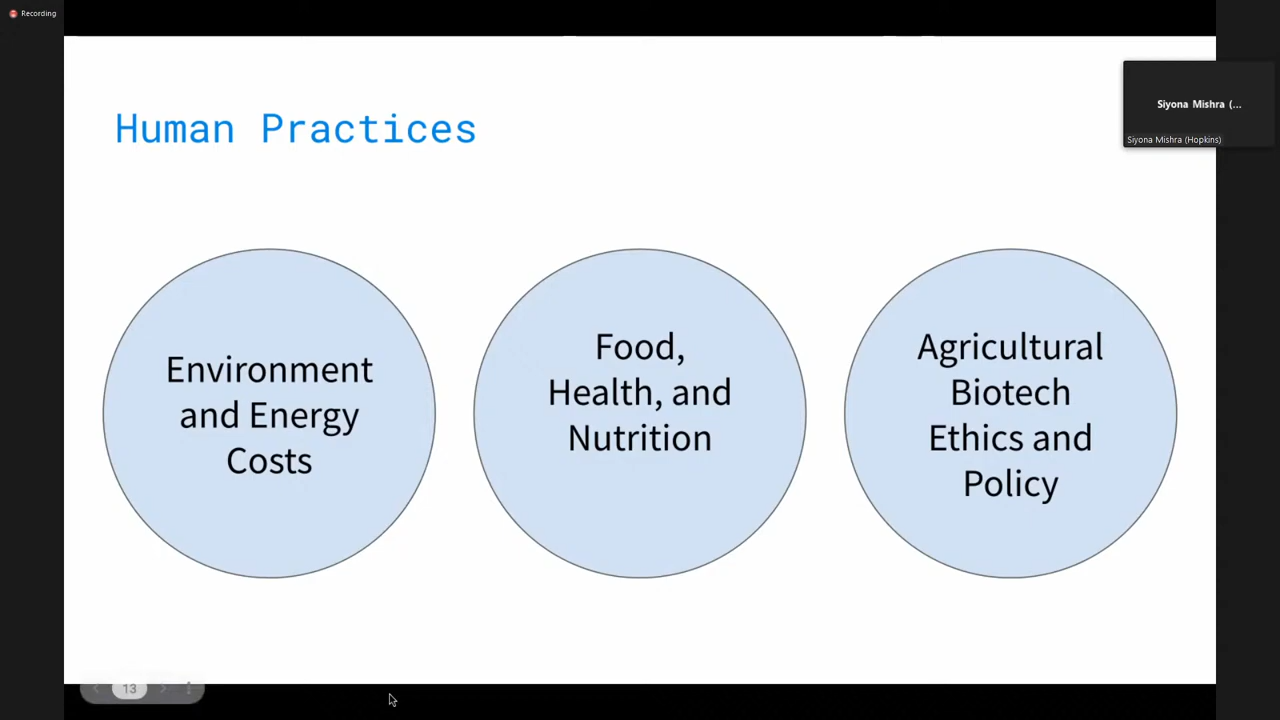 Recording
Human Practices
Siyona Mishra (...
Siyona Mishra (Hopkins)
Environment
and Energy
Costs
Food,
Health, and
Nutrition
Agricultural
Biotech
Ethics and
Policy
13